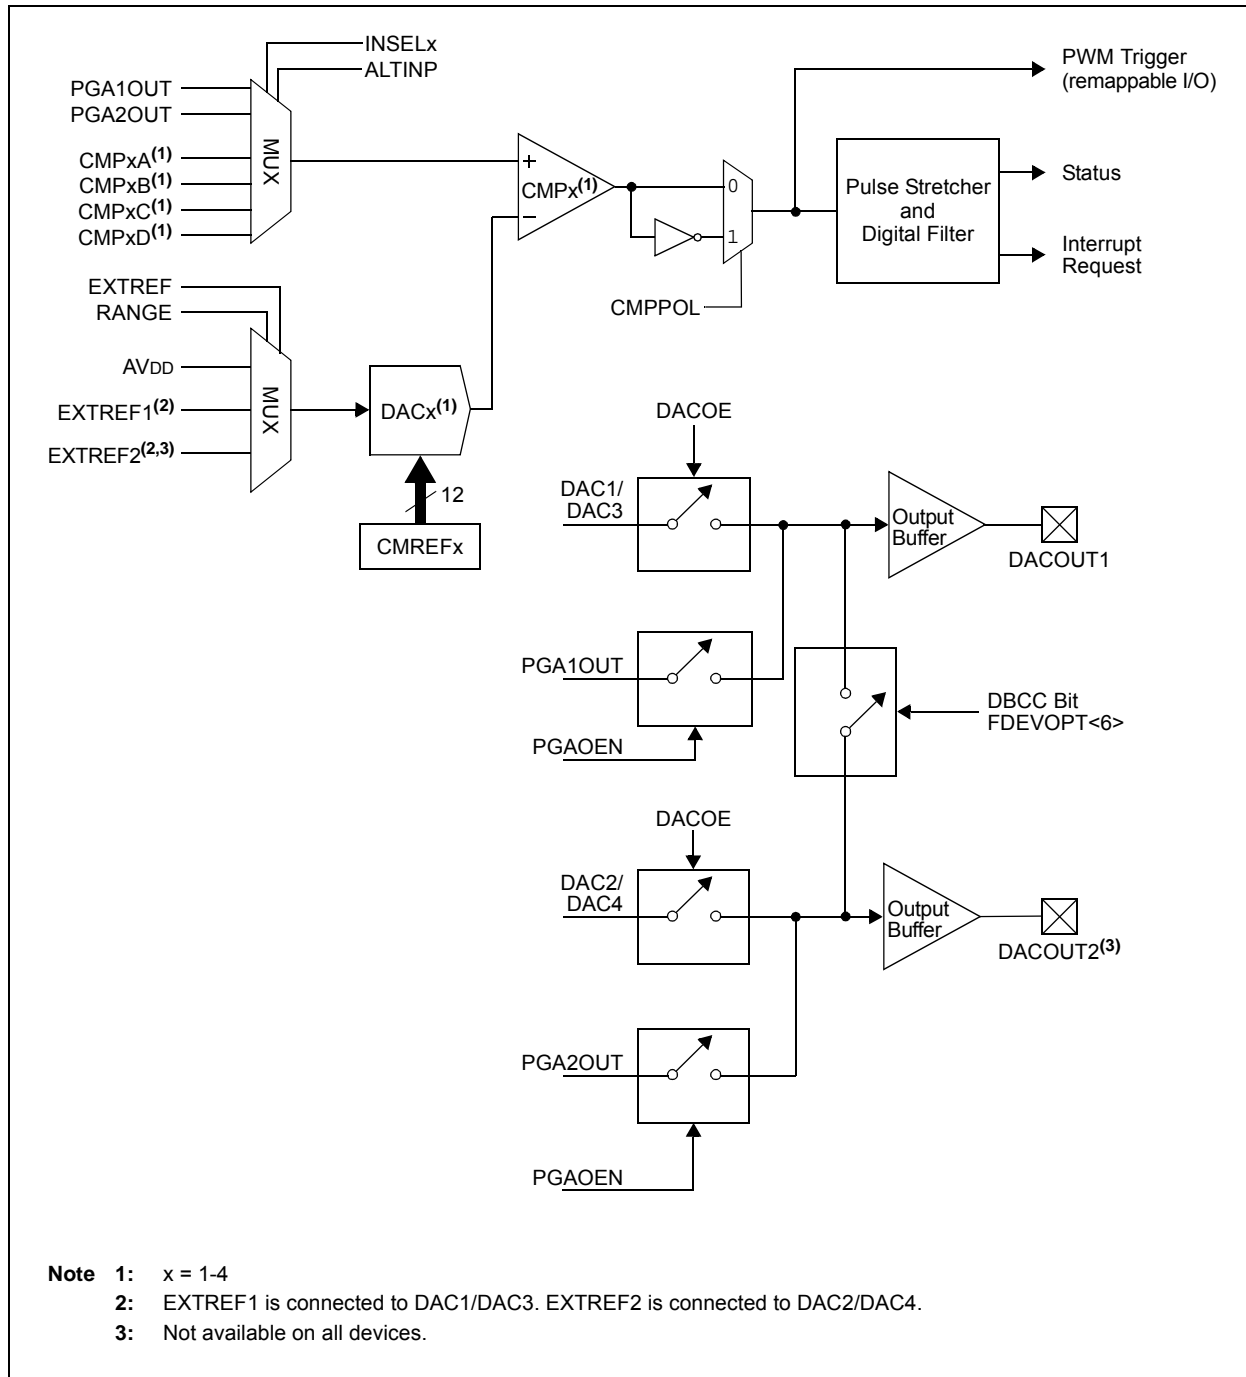 INSELx
ALTINP
PGA1OUT
PGA2OUT
CMPxA(1)
CMPxB(1)
CMPxC(1)
CMPxD(1)
MUX
+
CMPx(1)
–
0
1
CMPPOL
PWM Trigger
(remappable I/O)
Pulse Stretcher
and
Digital Filter
Status
Interrupt
Request
EXTREF
RANGE
AVDD
EXTREF1(2)
EXTREF2(2,3)
MUX
DACx(1)
12
CMREFx
DACOE
DAC1/
DAC3
Output
Buffer
DACOUT1
PGA1OUT
PGAOEN
DBCC Bit
FDEVOPT<6>
DACOE
DAC2/
DAC4
Output
Buffer
DACOUT2(3)
PGA2OUT
PGAOEN
Note 1: x = 1-4
2: EXTREF1 is connected to DAC1/DAC3. EXTREF2 is connected to DAC2/DAC4.
3: Not available on all devices.